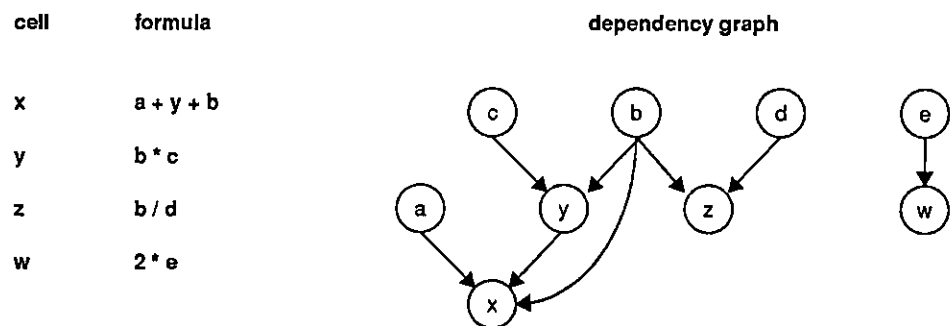 cell formula dependency graph
x a + y + b
c b d e
y b * c
z b / d
a y z w
w 2 * e
x